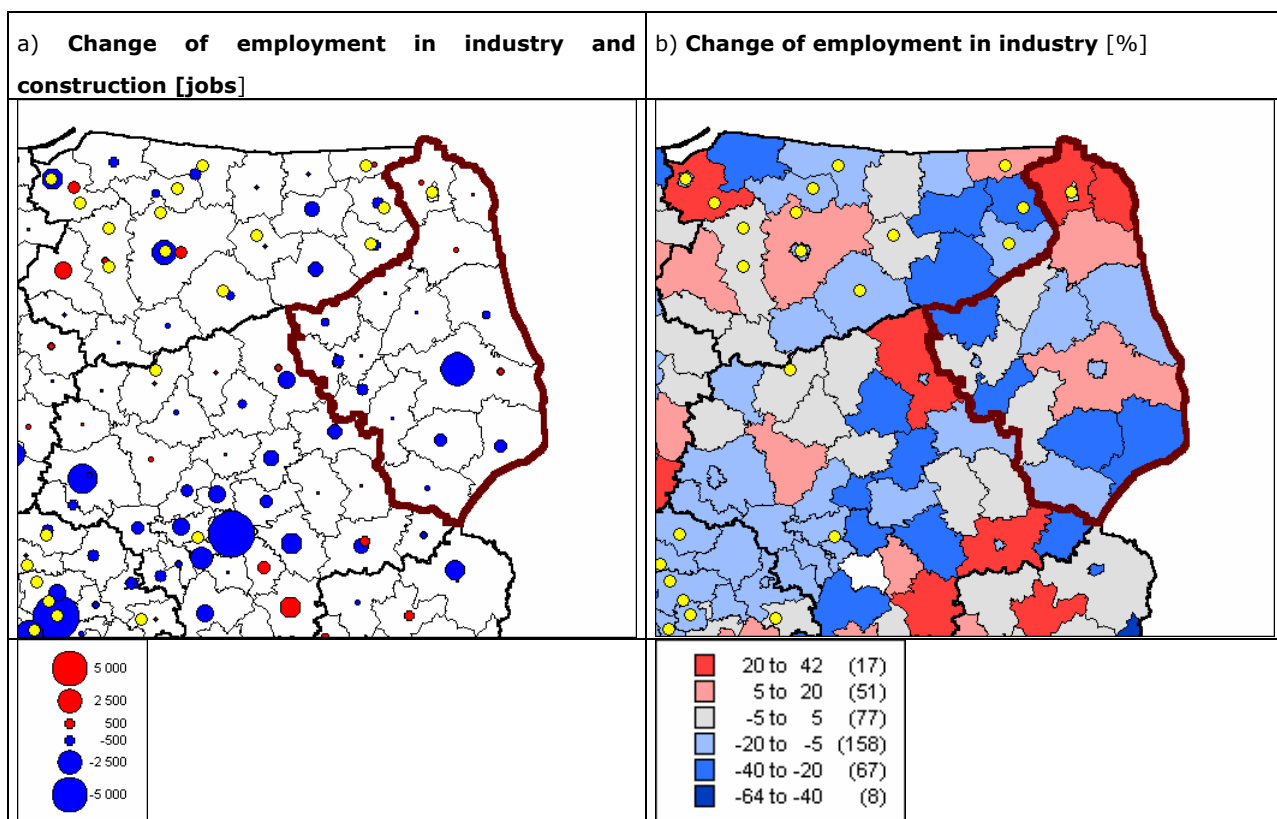 a) Change of employment in industry and
construction [jobs]
b) Change of employment in industry [%]
5 000
2 500
500
-500
-2 500
-5 000
20 to 42 (17)
5 to 20 (51)
-5 to 5 (77)
-20 to -5 (158)
-40 to -20 (67)
-64 to -40 (8)